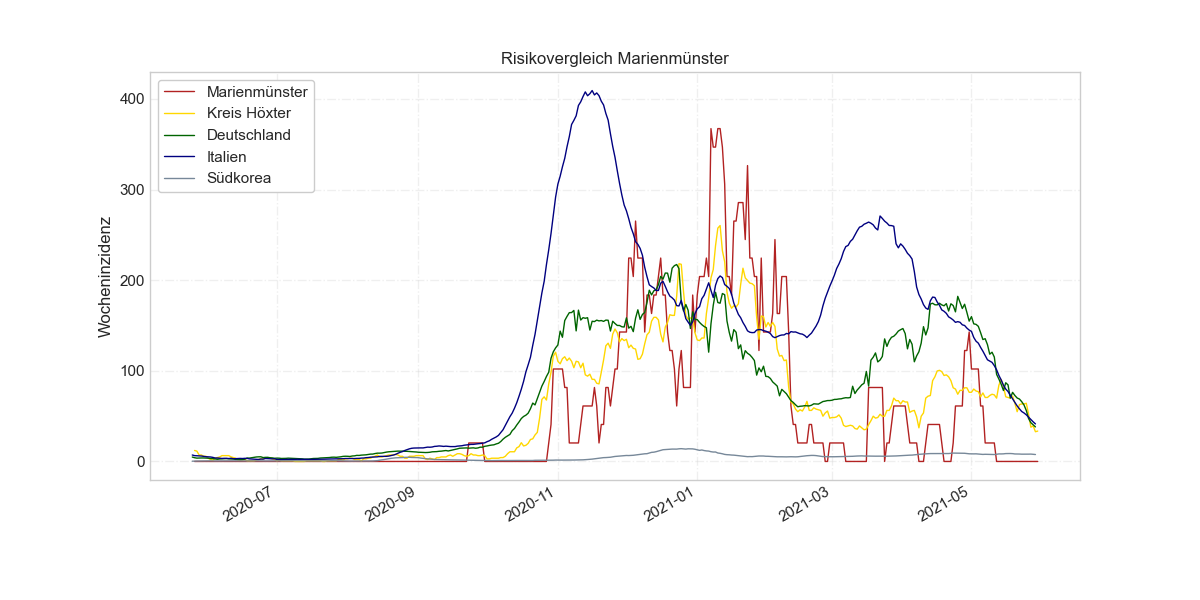 Risikovergleich Marienmünster
Marienmünster
Kreis Höxter
Deutschland
Italien
Südkorea
Wocheninzidenz
400
300
200
100
0
2020-07
2020-09
2020-11
2021-01
2021-03
2021-05